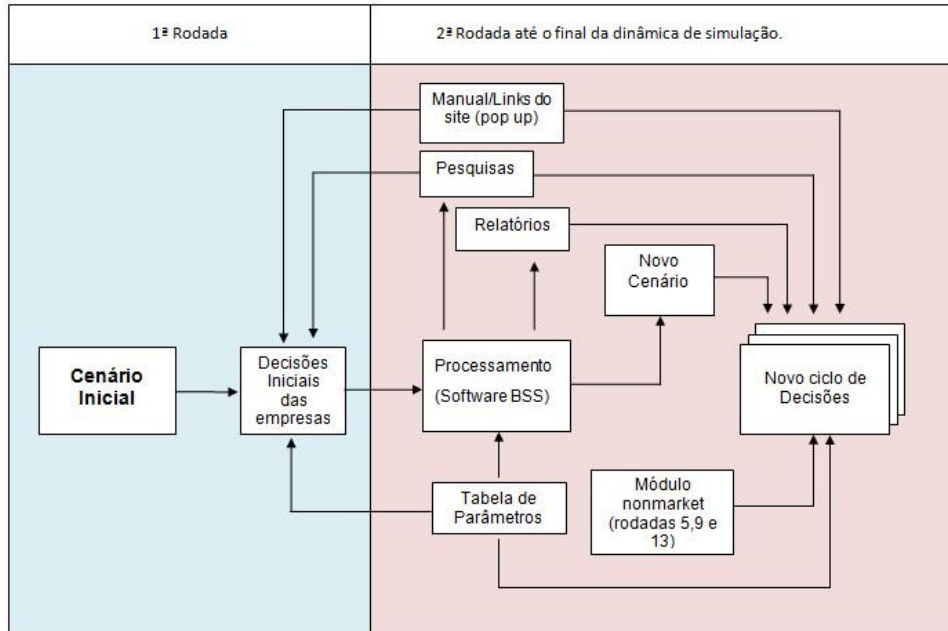 1ª Rodada
2ª Rodada até o final da dinâmica de simulação.
Manual/Links do
site (pop up)
Pesquisas
Relatórios
Novo
Cenário
Cenário
Inicial
Decisões
Iniciais
das
empresas
Processamento
(Software BSS)
Novo ciclo de
Decisões
Tabela de
Parâmetros
Módulo
nonmarket
(rodadas 5,9 e
13)